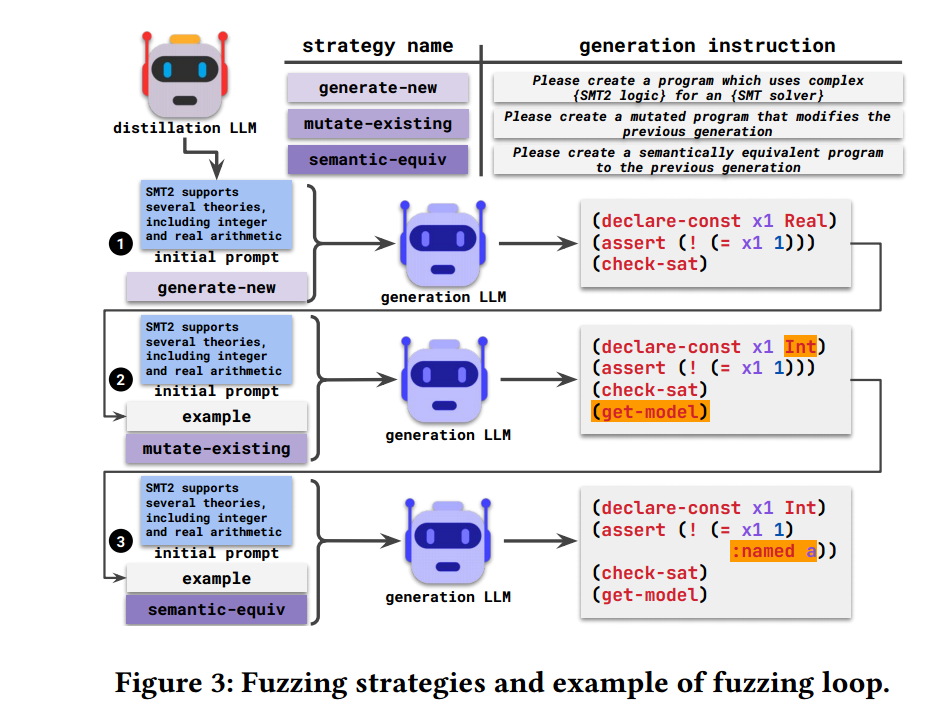 strategy name
generation instruction
generate-new
Please create a program which uses complex
{SMT2 logic} for an {SMT solver}
mutate-existing
Please create a mutated program that modifies the
previous generation
semantic-equiv
Please create a semantically equivalent program
to the previous generation
distillation LLM
1
SMT2 supports
several theories,
including integer
and real arithmetic
initial prompt
generate-new
generation LLM
(declare-const x1 Real)
(assert (! (= x1 1)))
(check-sat)
2
SMT2 supports
several theories,
including integer
and real arithmetic
initial prompt
example
mutate-existing
generation LLM
(declare-const x1 Int)
(assert (! (= x1 1)))
(check-sat)
(get-model)
3
SMT2 supports
several theories,
including integer
and real arithmetic
initial prompt
example
semantic-equiv
generation LLM
(declare-const x1 Int)
(assert (! (= x1 1)
:named a))
(check-sat)
(get-model)
Figure 3: Fuzzing strategies and example of fuzzing loop.